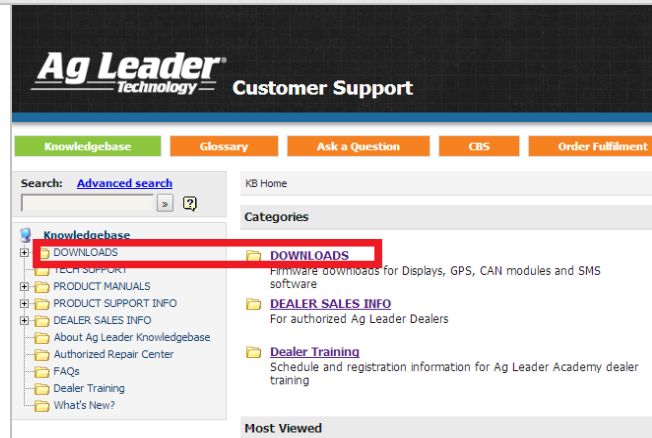 Ag Leader
Technology
Customer Support
Knowledgebase
Glossary
Ask a Question
CBS
Order Fulfilment
Search: Advanced search
»
?
Knowledgebase
DOWNLOADS
TECH SUPPORT
PRODUCT MANUALS
PRODUCT SUPPORT INFO
DEALER SALES INFO
About Ag Leader Knowledgebase
Authorized Repair Center
FAQs
Dealer Training
What's New?
KB Home
Categories
DOWNLOADS
Firmware downloads for Displays, GPS, CAN modules and SMS
software
DEALER SALES INFO
For authorized Ag Leader Dealers
Dealer Training
Schedule and registration information for Ag Leader Academy dealer
training
Most Viewed